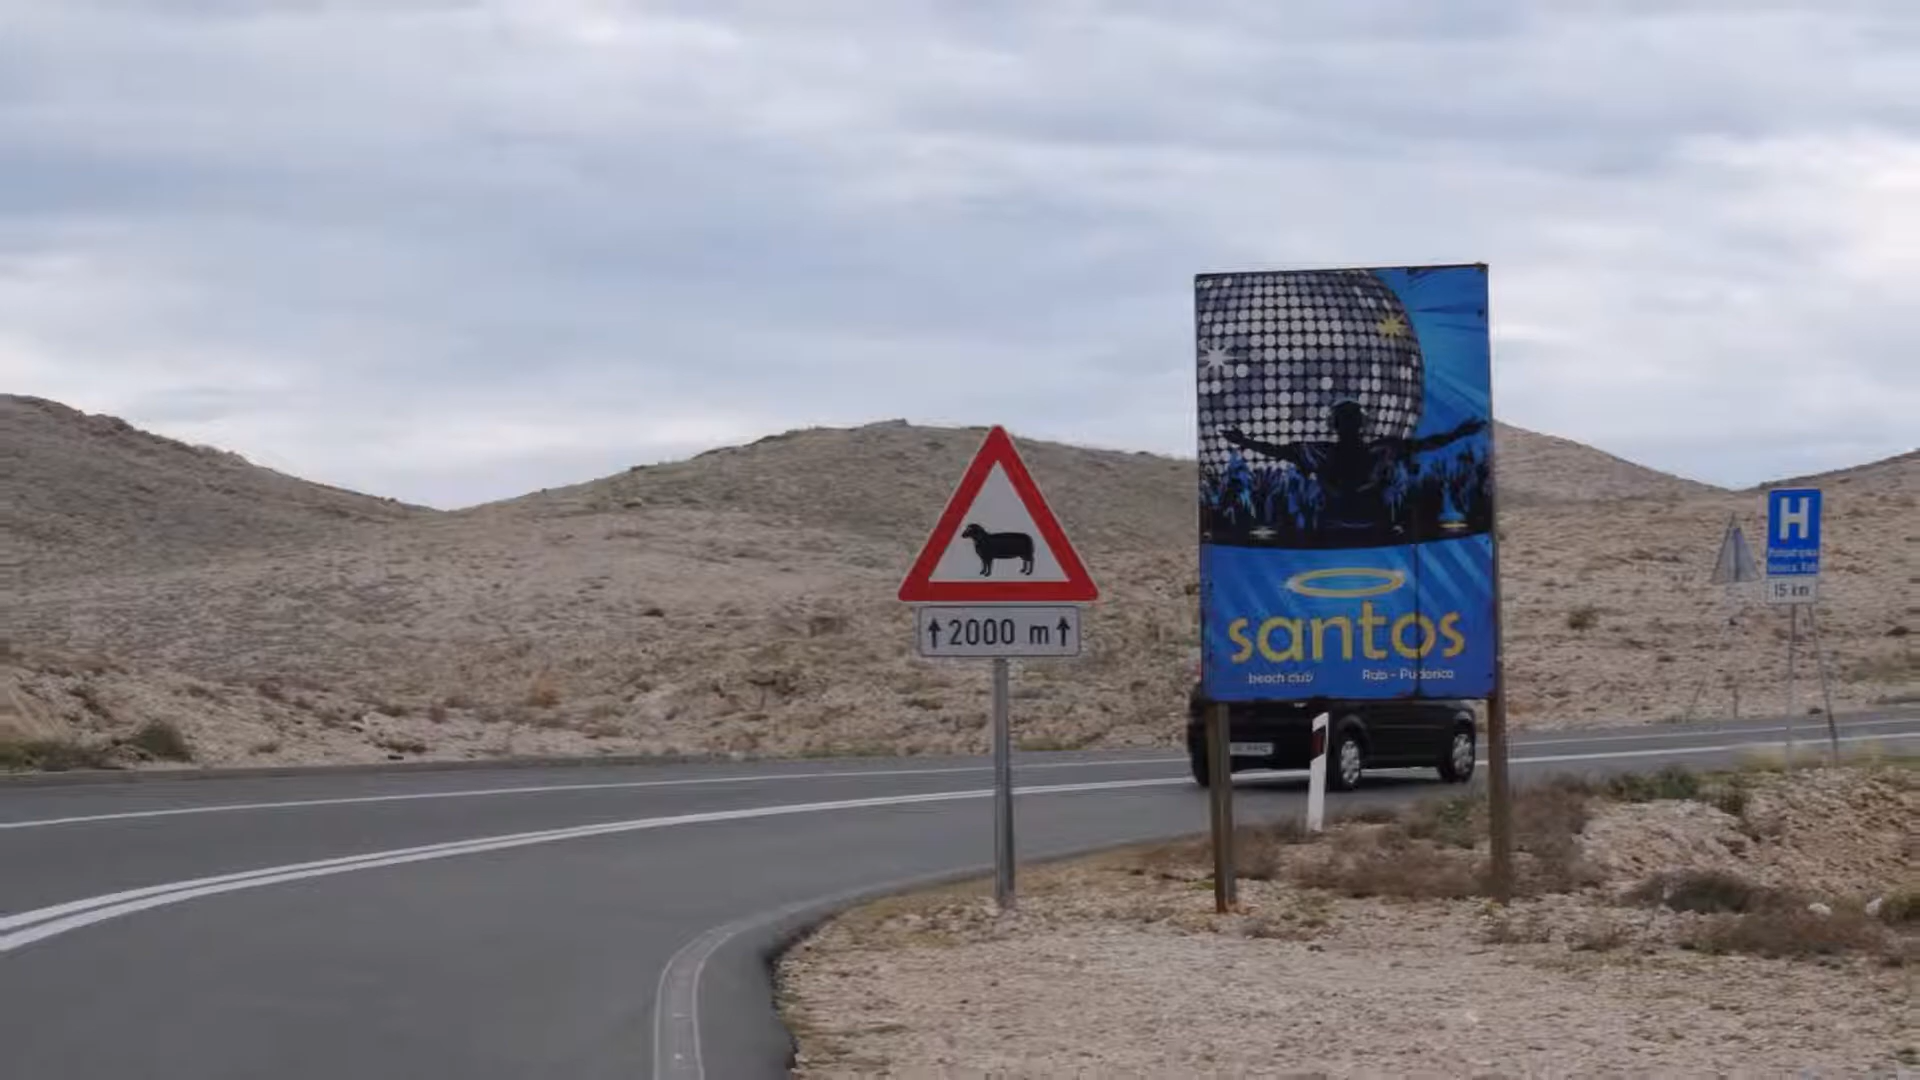 ↑2000 m↑
santos
beach club Rab - Pudarica
H
15 km